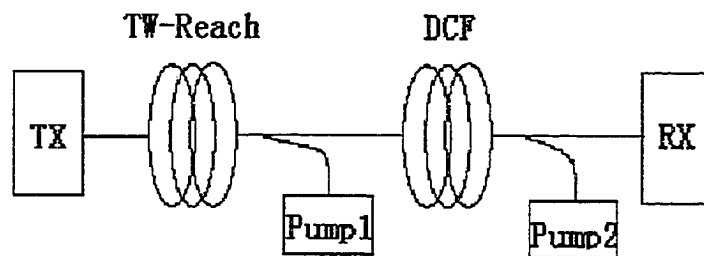 TW-Reach
DCF
TX
RX
Pump1
Pump2